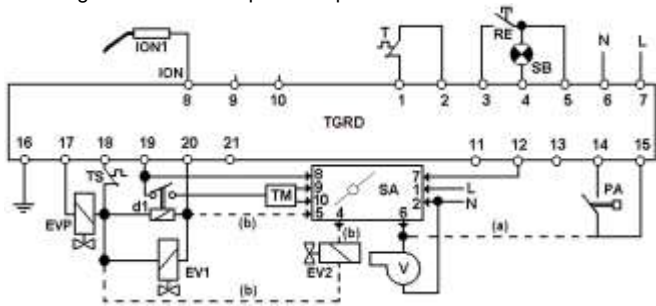 ION1
T
RE
SB
N
L
ION
8
9
10
1
2
3
4
5
6
7
TGRD
16
17
18
19
20
21
11
12
13
14
15
TS
8
7
9
TM
SA
1
L
PA
d1
10
2
N
5
4
6
EVP
(b)
(b)
(a)
EV1
EV2
V
(b)